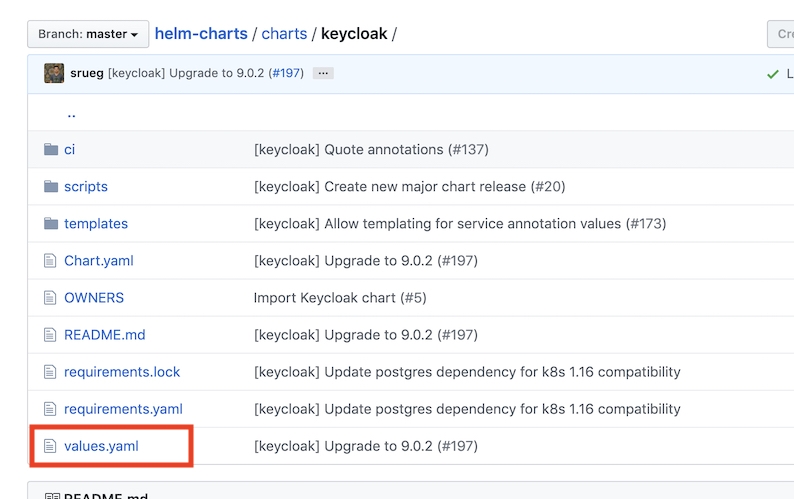 Branch: master helm-charts / charts / keycloak / Cre
srueg [keycloak] Upgrade to 9.0.2 (#197) ... L
..
ci [keycloak] Quote annotations (#137)
scripts [keycloak] Create new major chart release (#20)
templates [keycloak] Allow templating for service annotation values (#173)
Chart.yaml [keycloak] Upgrade to 9.0.2 (#197)
OWNERS Import Keycloak chart (#5)
README.md [keycloak] Upgrade to 9.0.2 (#197)
requirements.lock [keycloak] Update postgres dependency for k8s 1.16 compatibility
requirements.yaml [keycloak] Update postgres dependency for k8s 1.16 compatibility
values.yaml [keycloak] Upgrade to 9.0.2 (#197)
README.md